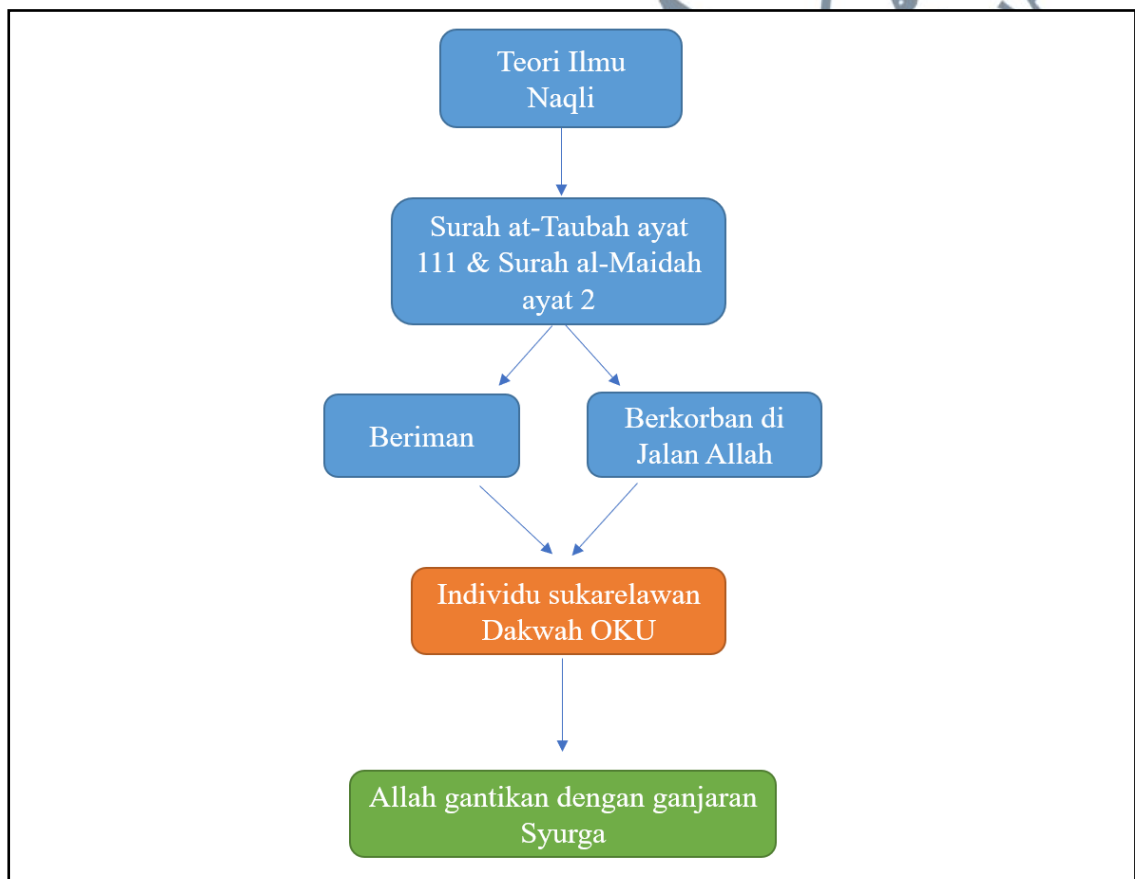 Teori Ilmu
Naqli
Surah at-Taubah ayat
111 & Surah al-Maidah
ayat 2
Beriman
Berkorban di
Jalan Allah
Individu sukarelawan
Dakwah OKU
Allah gantikan dengan ganjaran
Syurga